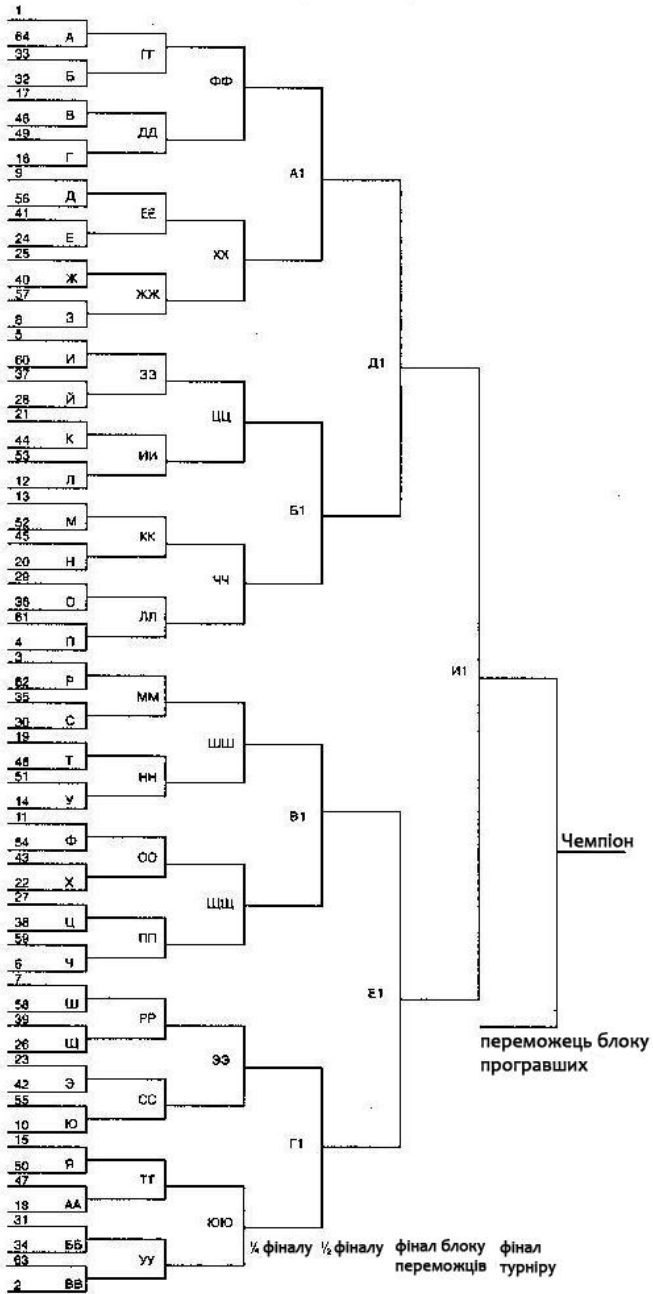 1
64 А
ГГ
33
32 Б
ФФ
17
48 В
49
ДД
16 Г
А1
9
56 Д
ЕЕ
41
24 Е
ХХ
25
40 Ж
ЖЖ
57
8 З
Д1
5
60 И
ЗЗ
37
28 Й
ЦЦ
21
44 К
ИИ
53
12 Л
Б1
13
52 М
КК
45
20 Н
ЧЧ
29
36 О
ЛЛ
61
4 П
И1
3
62 Р
ММ
35
30 С
ШШ
19
46 Т
НН
51
14 У
В1
11
54 Ф
ОО
Чемпіон
43
22 Х
ЩЩ
27
38 Ц
ПП
59
6 Ч
Е1
7
58 Ш
РР
39
26 Щ
переможець блоку
програвших
ЭЭ
23
42 Э
СС
55
10 Ю
Г1
15
50 Я
ТТ
47
18 АА
ЮЮ
31
34 ББ
УУ
63
2 ВВ
¼ фіналу ½ фіналу фінал блоку фінал
переможців турніру